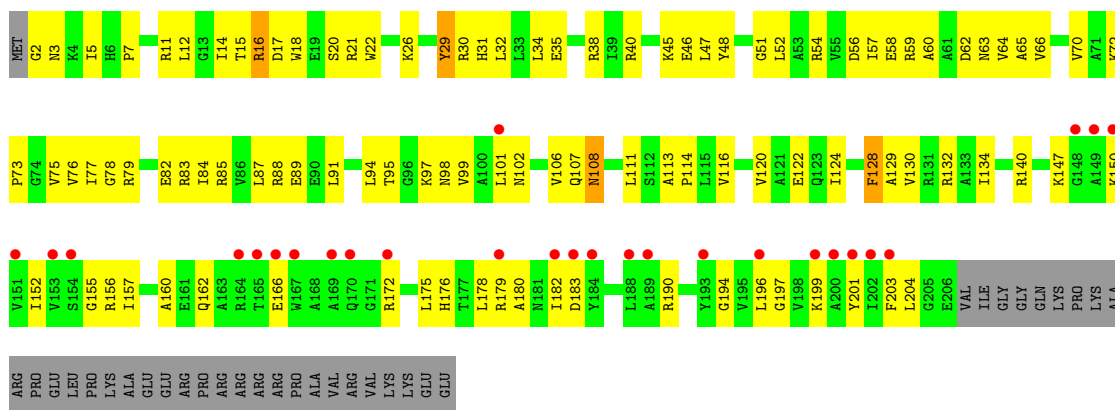 MET G2 N3 K4 I5 H6 P7 R11 L12 G13 I14 T15 R16 D17 W18 E19 S20 R21 W22 K26 Y29 R30 H31 L32 L33 L34 E35 R38 I39 R40 K45 E46 L47 Y48 G51 L52 A53 R54 V55 D56 I57 E58 R59 A60 A61 D62 N63 V64 A65 V66 V70 A71 K72
P73 G74 V75 V76 I77 G78 R79 E82 R83 I84 R85 V86 L87 R88 E89 E90 L91 L94 T95 G96 K97 N98 V99 A100 L101 N102 V106 Q107 N108 L111 S112 A113 P114 L115 V116 V120 A121 E122 Q123 I124 F128 A129 V130 R131 R132 A133 I134 R140 K147 G148 A149 K150
V151 I152 V153 S154 G155 R156 I157 A160 E161 Q162 R164 T165 E166 W167 A168 A169 Q170 G171 R172 L175 H176 T177 L178 R179 A180 N181 I182 D183 Y184 L188 A189 R190 Y193 G194 V195 L196 G197 V198 K199 A200 Y201 I202 F203 L204 G205 E206 VAL ILE GLY GLY GLN LYS PRO LYS ALA
ARG PRO GLU LEU PRO LYS ALA GLU GLU ARG PRO ARG ARG ARG ARG PRO ALA VAL ARG VAL LYS LYS GLU GLU